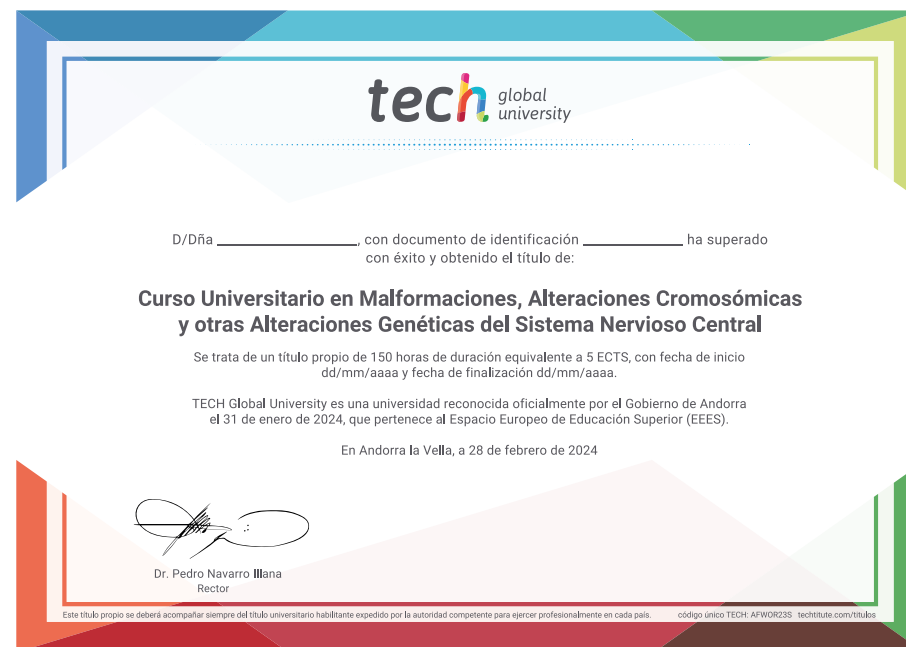 tech global university
D/Dña ____________________, con documento de identificación ______________ ha superado
con éxito y obtenido el título de:
Curso Universitario en Malformaciones, Alteraciones Cromosómicas
y otras Alteraciones Genéticas del Sistema Nervioso Central
Se trata de un título propio de 150 horas de duración equivalente a 5 ECTS, con fecha de inicio
dd/mm/aaaa y fecha de finalización dd/mm/aaaa.
TECH Global University es una universidad reconocida oficialmente por el Gobierno de Andorra
el 31 de enero de 2024, que pertenece al Espacio Europeo de Educación Superior (EEES).
En Andorra la Vella, a 28 de febrero de 2024
Dr. Pedro Navarro Illana
Rector
Este título propio se deberá acompañar siempre del título universitario habilitante expedido por la autoridad competente para ejercer profesionalmente en cada país. código único TECH: AFWOR23S techtitute.com/titulos